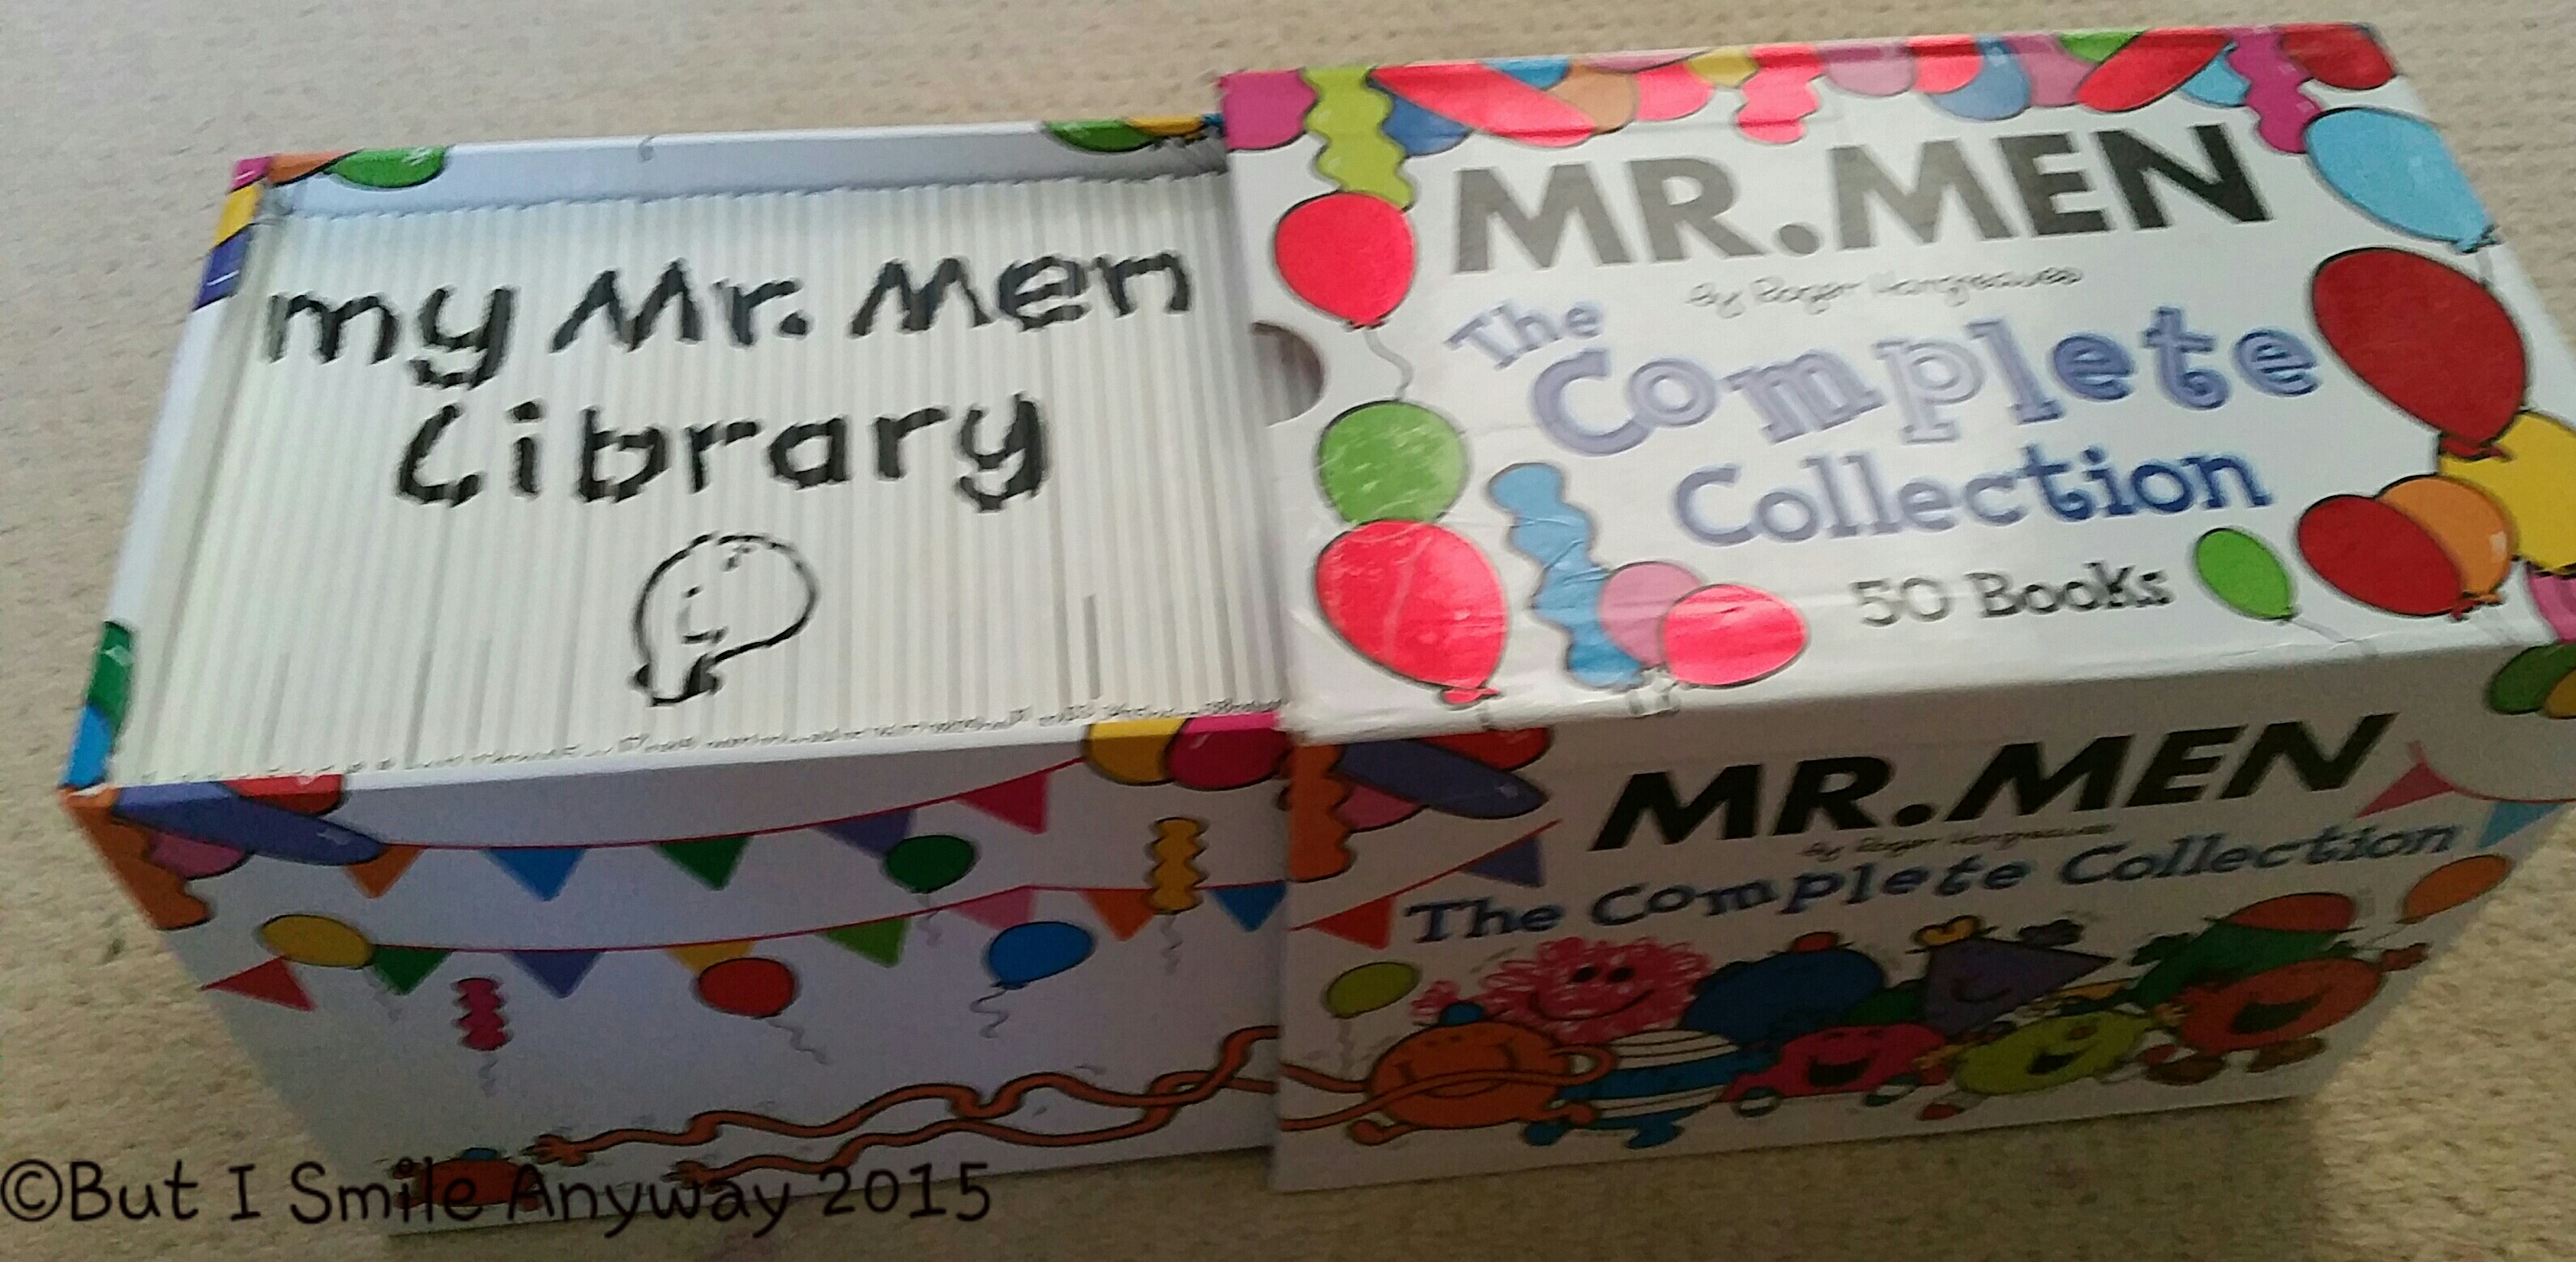 my Mr. Men
Library
MR. MEN
By Roger Hargreaves
The
Complete
Collection
50 Books
MR. MEN
By Roger Hargreaves
The Complete Collection
©But I Smile Anyway 2015